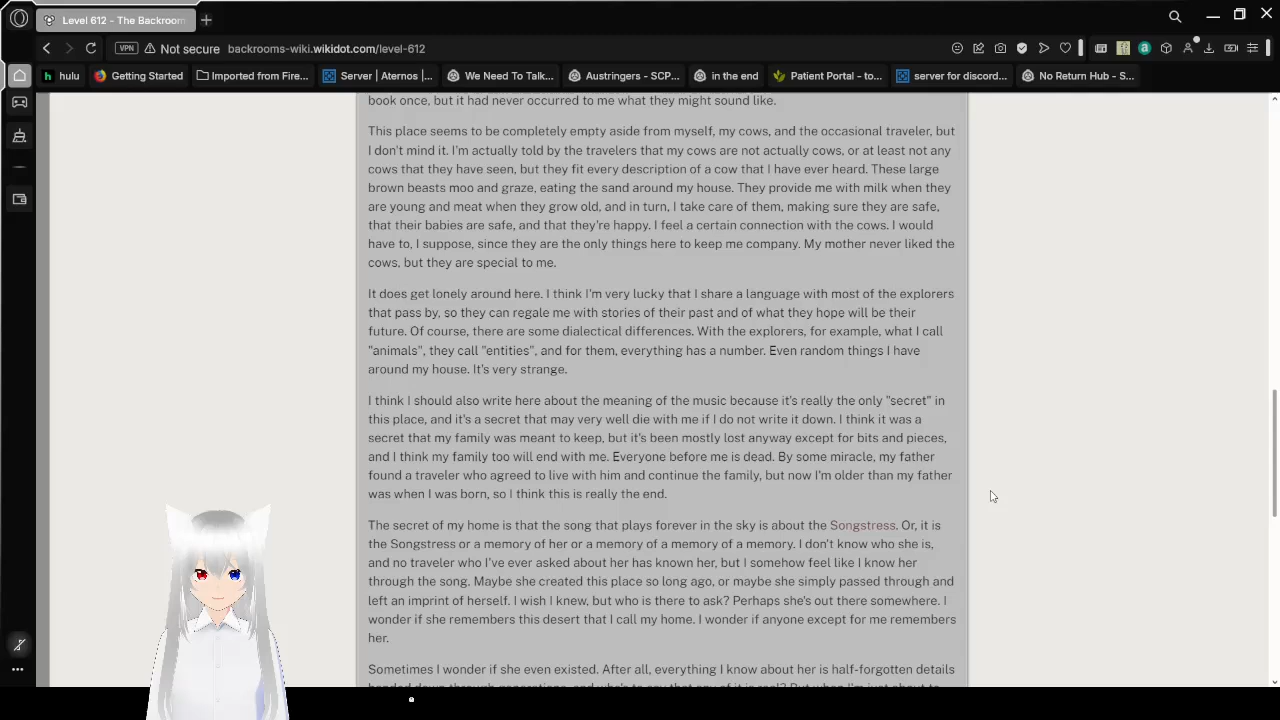 Level 612 - The Backroom
VPN Not secure backrooms-wiki.wikidot.com/level-612
hulu Getting Started Imported from Fire... Server | Aternos |... We Need To Talk... Austringers - SCP... in the end Patient Portal - to... server for discord... No Return Hub - S...
book once, but it had never occurred to me what they might sound like.
This place seems to be completely empty aside from myself, my cows, and the occasional traveler, but
I don't mind it. I'm actually told by the travelers that my cows are not actually cows, or at least not any
cows that they have seen, but they fit every description of a cow that I have ever heard. These large
brown beasts moo and graze, eating the sand around my house. They provide me with milk when they
are young and meat when they grow old, and in turn, I take care of them, making sure they are safe,
that their babies are safe, and that they're happy. I feel a certain connection with the cows. I would
have to, I suppose, since they are the only things here to keep me company. My mother never liked the
cows, but they are special to me.
It does get lonely around here. I think I'm very lucky that I share a language with most of the explorers
that pass by, so they can regale me with stories of their past and of what they hope will be their
future. Of course, there are some dialectical differences. With the explorers, for example, what I call
"animals", they call "entities", and for them, everything has a number. Even random things I have
around my house. It's very strange.
I think I should also write here about the meaning of the music because it's really the only "secret" in
this place, and it's a secret that may very well die with me if I do not write it down. I think it was a
secret that my family was meant to keep, but it's been mostly lost anyway except for bits and pieces,
and I think my family too will end with me. Everyone before me is dead. By some miracle, my father
found a traveler who agreed to live with him and continue the family, but now I'm older than my father
was when I was born, so I think this is really the end.
The secret of my home is that the song that plays forever in the sky is about the Songstress. Or, it is
the Songstress or a memory of her or a memory of a memory of a memory. I don't know who she is,
and no traveler who I've ever asked about her has known her, but I somehow feel like I know her
through the song. Maybe she created this place so long ago, or maybe she simply passed through and
left an imprint of herself. I wish I knew, but who is there to ask? Perhaps she's out there somewhere. I
wonder if she remembers this desert that I call my home. I wonder if anyone except for me remembers
her.
Sometimes I wonder if she even existed. After all, everything I know about her is half-forgotten details